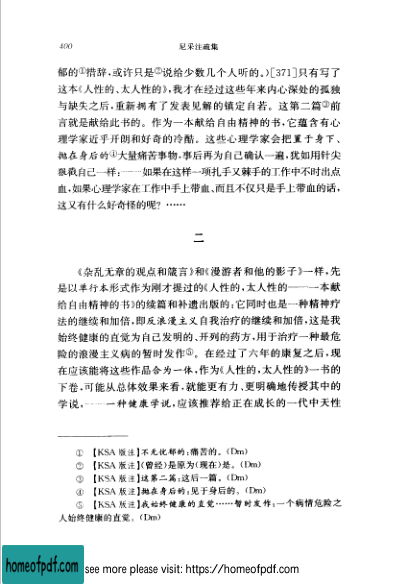 400 尼采注疏集
郁的①措辞,或许只是②说给少数几个人听的。)[371]只有写了
这本《人性的、太人性的》,我才在经过这些年来内心深处的孤独
与缺失之后,重新拥有了发表见解的镇定自若。这第二篇③前
言就是献给此书的。作为一本献给自由精神的书,它蕴含有心
理学家近乎开朗和好奇的冷酷。这些心理学家会把置于身下、
抛在身后的④大量痛苦事物,事后再为自己确认一遍,犹如用针尖
狠戳自己一样:——如果在这样一项扎手又棘手的工作中不时出点
血,如果心理学家在工作中手上带血、而且不仅只是手上带血的话,
这又有什么好奇怪的呢?……
二
《杂乱无章的观点和箴言》和《漫游者和他的影子》一样,先
是以单行本形式作为刚才提过的《人性的,太人性的——一本献
给自由精神的书》的续篇和补遗出版的:它同时也是一种精神疗
法的继续和加倍,即反浪漫主义自我治疗的继续和加倍,这是我
始终健康的直觉为自己发明的、开列的药方,用于治疗一种最危
险的浪漫主义病的暂时发作⑤。在经过了六年的康复之后,现
在应该能将这些作品合为一体,作为《人性的,太人性的》一书的
下卷,可能从总体效果来看,就能更有力、更明确地传授其中的
学说,——一种健康学说,应该推荐给正在成长的一代中天性
① 【KSA 版注】不无忧郁的:痛苦的。(Dm)
② 【KSA 版注】(曾经)是原为(现在)是。(Dm)
③ 【KSA 版注】这第二篇:这后一篇。(Dm)
④ 【KSA 版注】抛在身后的:见于身后的。(Dm)
⑤ 【KSA 版注】我始终健康的直觉……暂时发作:一个病情危险之
人始终健康的直觉。(Dm)
homeofpdf.com see more please visit: https://homeofpdf.com